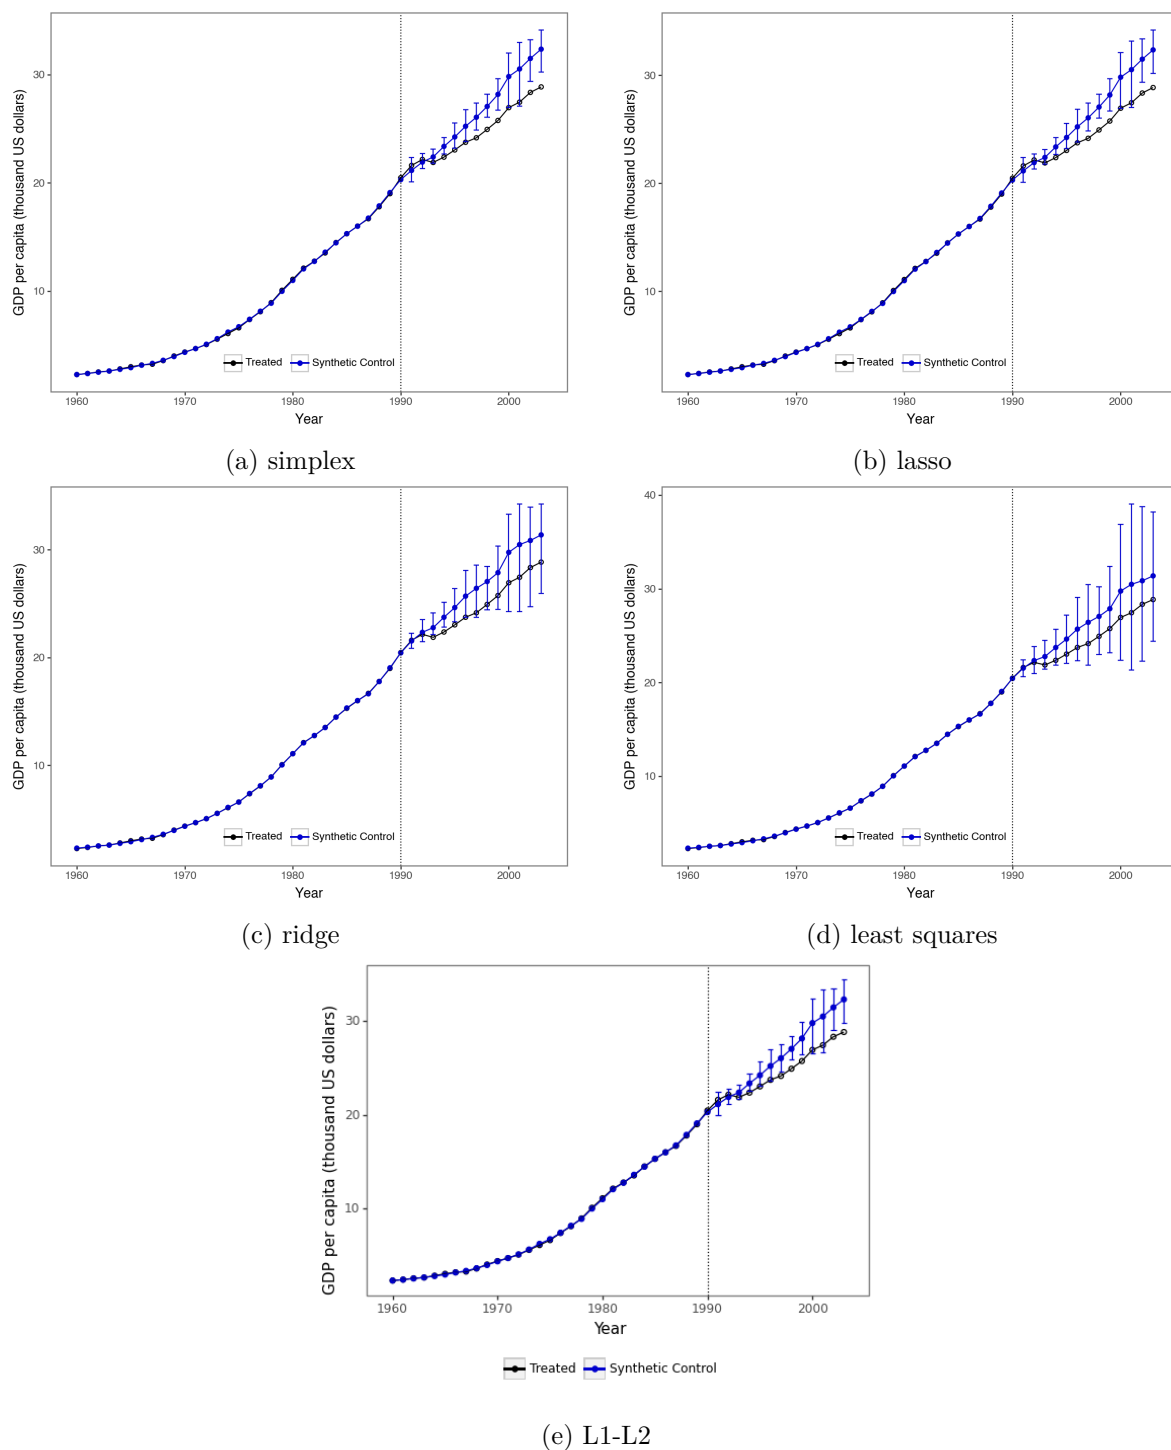 GDP per capita (thousand US dollars)
30
20
10
1960 1970 1980 1990 2000
Year
Treated Synthetic Control
(a) simplex
GDP per capita (thousand US dollars)
30
20
10
1960 1970 1980 1990 2000
Year
Treated Synthetic Control
(b) lasso
GDP per capita (thousand US dollars)
30
20
10
1960 1970 1980 1990 2000
Year
Treated Synthetic Control
(c) ridge
GDP per capita (thousand US dollars)
40
30
20
10
1960 1970 1980 1990 2000
Year
Treated Synthetic Control
(d) least squares
GDP per capita (thousand US dollars)
30
20
10
1960 1970 1980 1990 2000
Year
Treated Synthetic Control
(e) L1-L2